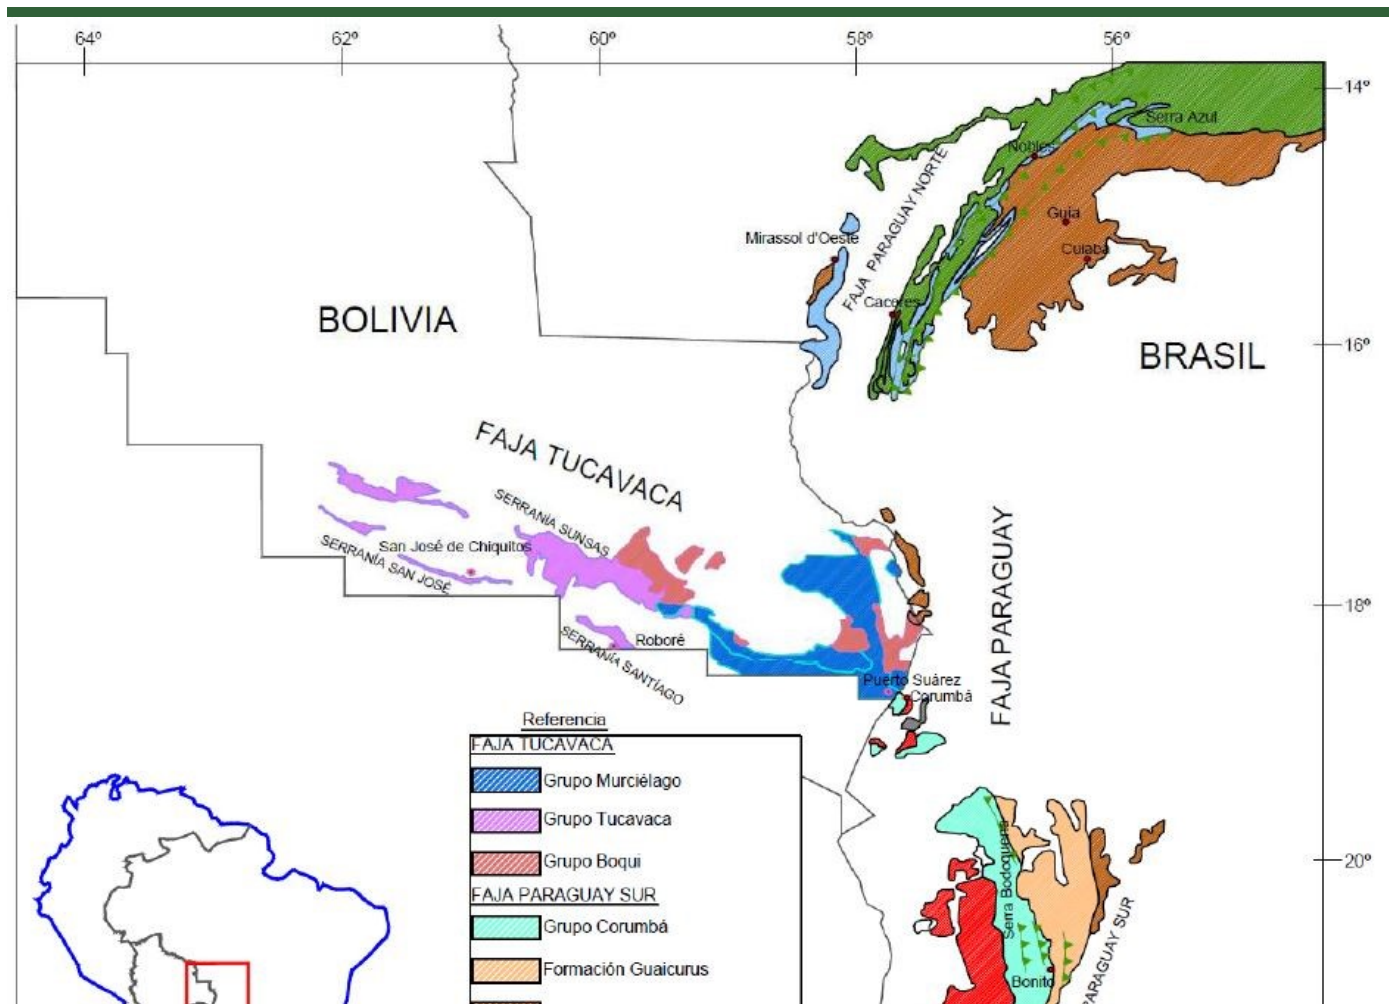 64º 62º 60º 58º 56º
14º
Serra Azul
Nobles
FAJA PARAGUAY NORTE
Guia
Mirassol d'Oeste
Cuiabá
Caceres
BOLIVIA
16º
BRASIL
FAJA TUCAVACA
SERRANÍA SUNSAS
San José de Chiquitos
SERRANÍA SAN JOSÉ
FAJA PARAGUAY
18º
Roboré
SERRANÍA SANTÍAGO
Puerto Suárez
Corumbá
Referencia
FAJA TUCAVACA
Grupo Murciélago
Grupo Tucavaca
Grupo Boqui
FAJA PARAGUAY SUR
Grupo Corumbá
Formación Guaicurus
20º
Serra Bodoquena
Bonito
PARAGUAY SUR